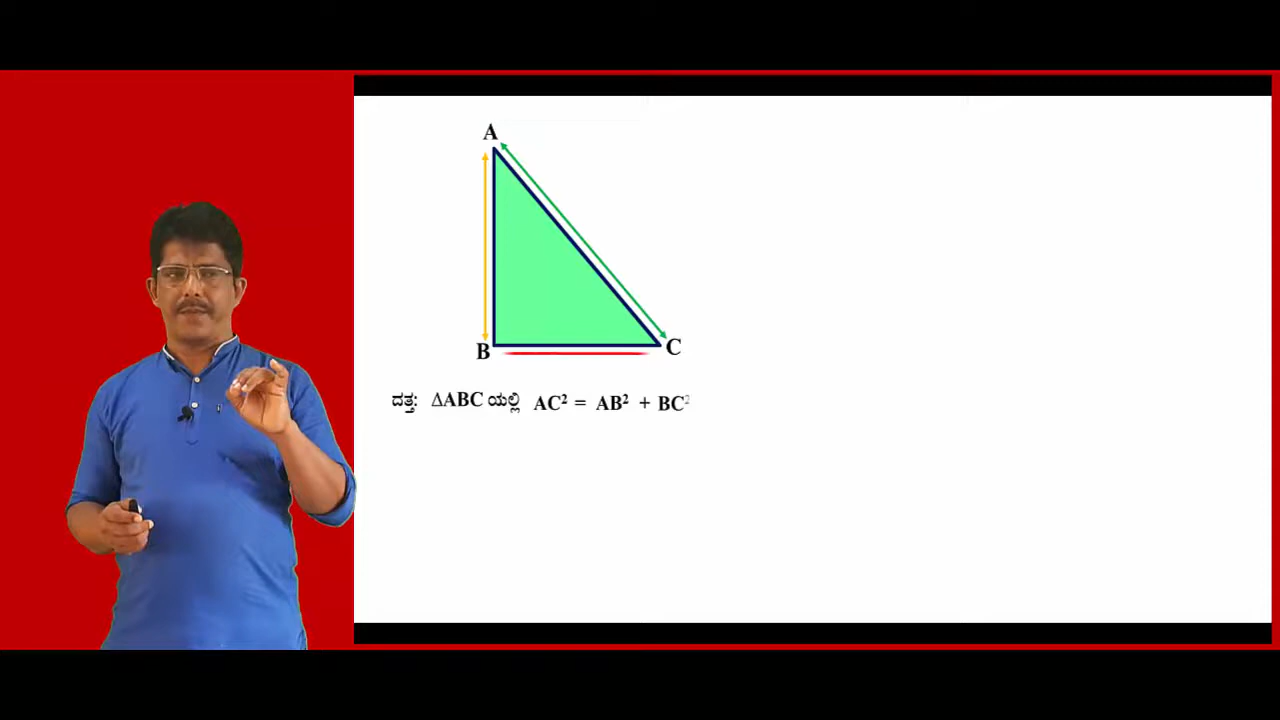 A
B
C
ದತ್ತ: ΔABC ಯಲ್ಲಿ AC² = AB² + BC²